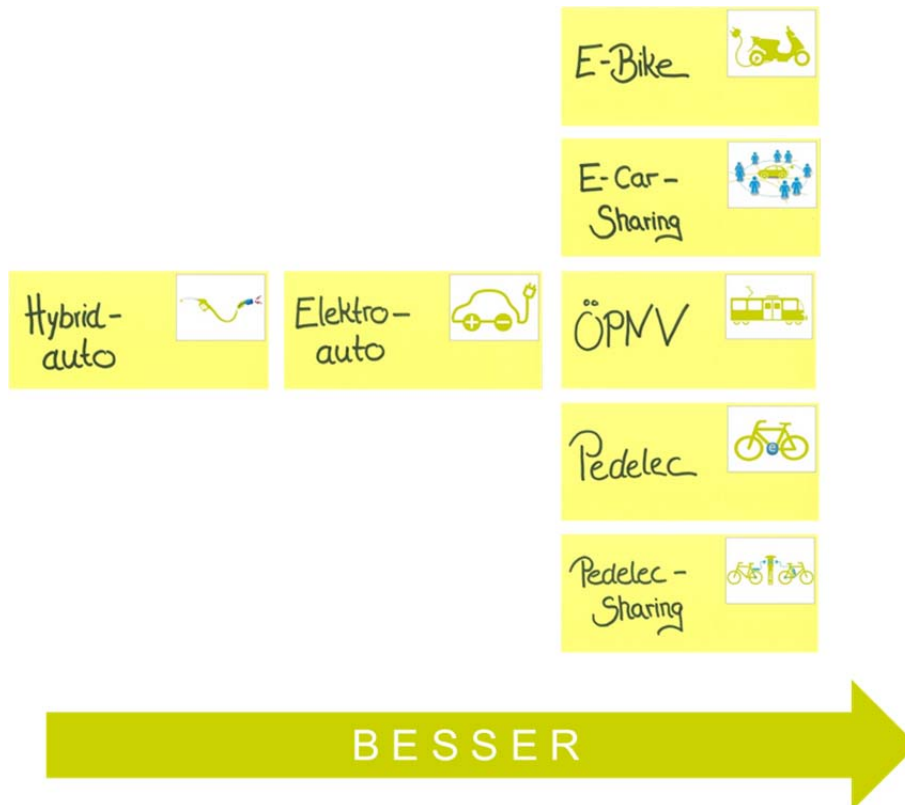 E-Bike
E-Car-
Sharing
Hybrid-
auto
Elektro-
auto
ÖPNV
Pedelec
e
Pedelec-
Sharing
BESSER